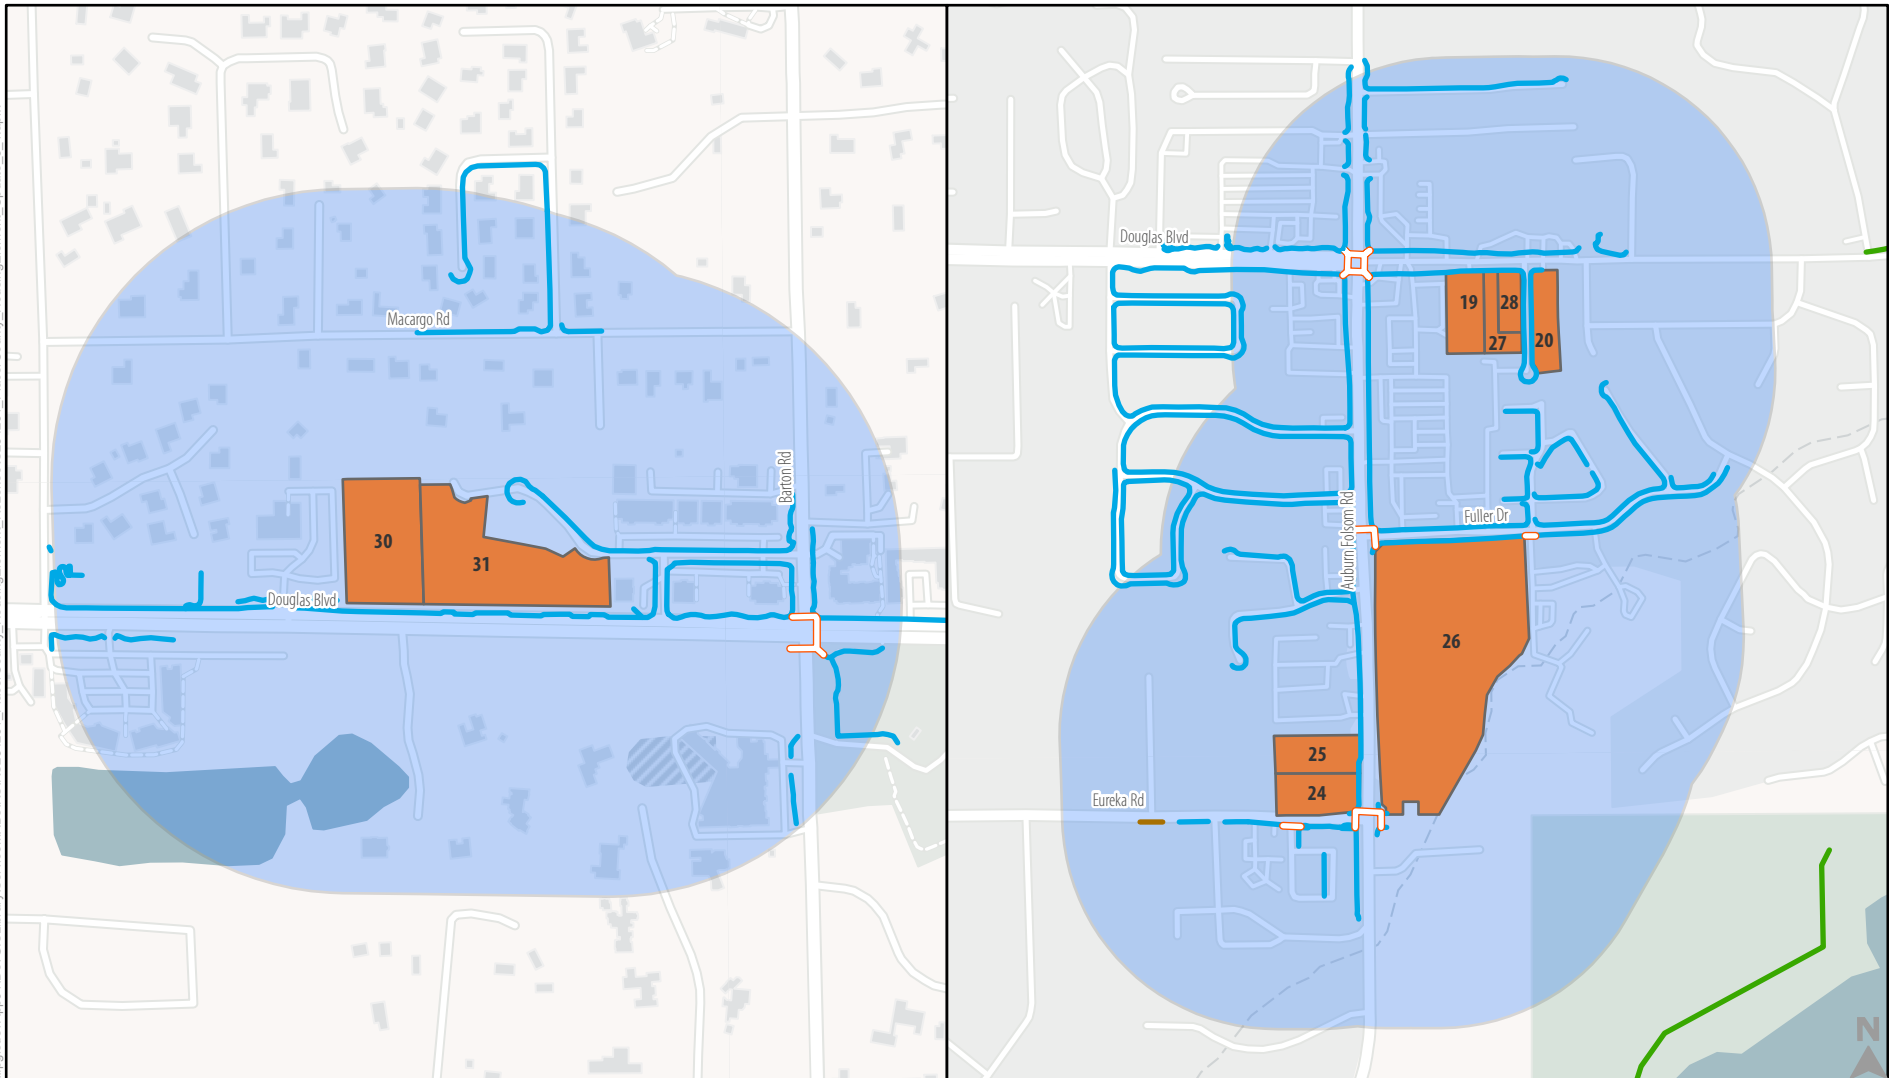 Macargo Rd
Barton Rd
30
31
Douglas Blvd
Douglas Blvd
19
28
27
20
Auburn Folsom Rd
Fuller Dr
26
25
24
Eureka Rd
N